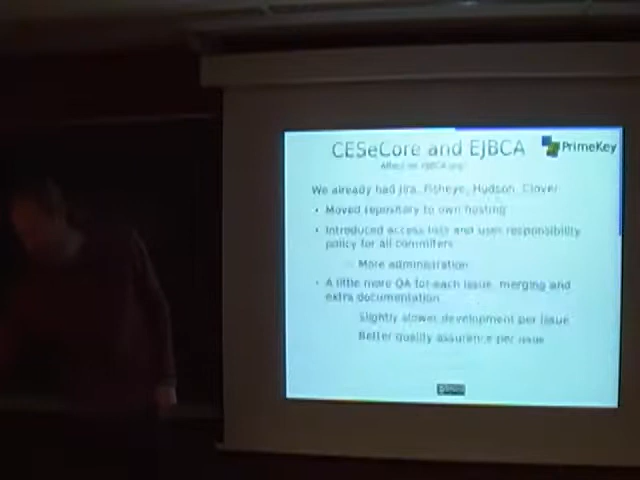 CESeCore and EJBCA
PrimeKey
We already had Jira, Fisheye, Hudson, Clover
• Moved repository to own hosting
• Introduced access lists and user responsibility
policy for all commiters
More administration
• A little more QA for each issue, merging and
extra documentation
Slightly slower development per issue
Better quality assurance per issue